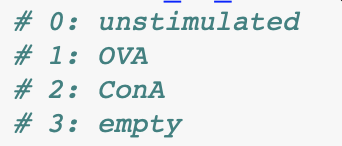 # 0: unstimulated
# 1: OVA
# 2: ConA
# 3: empty